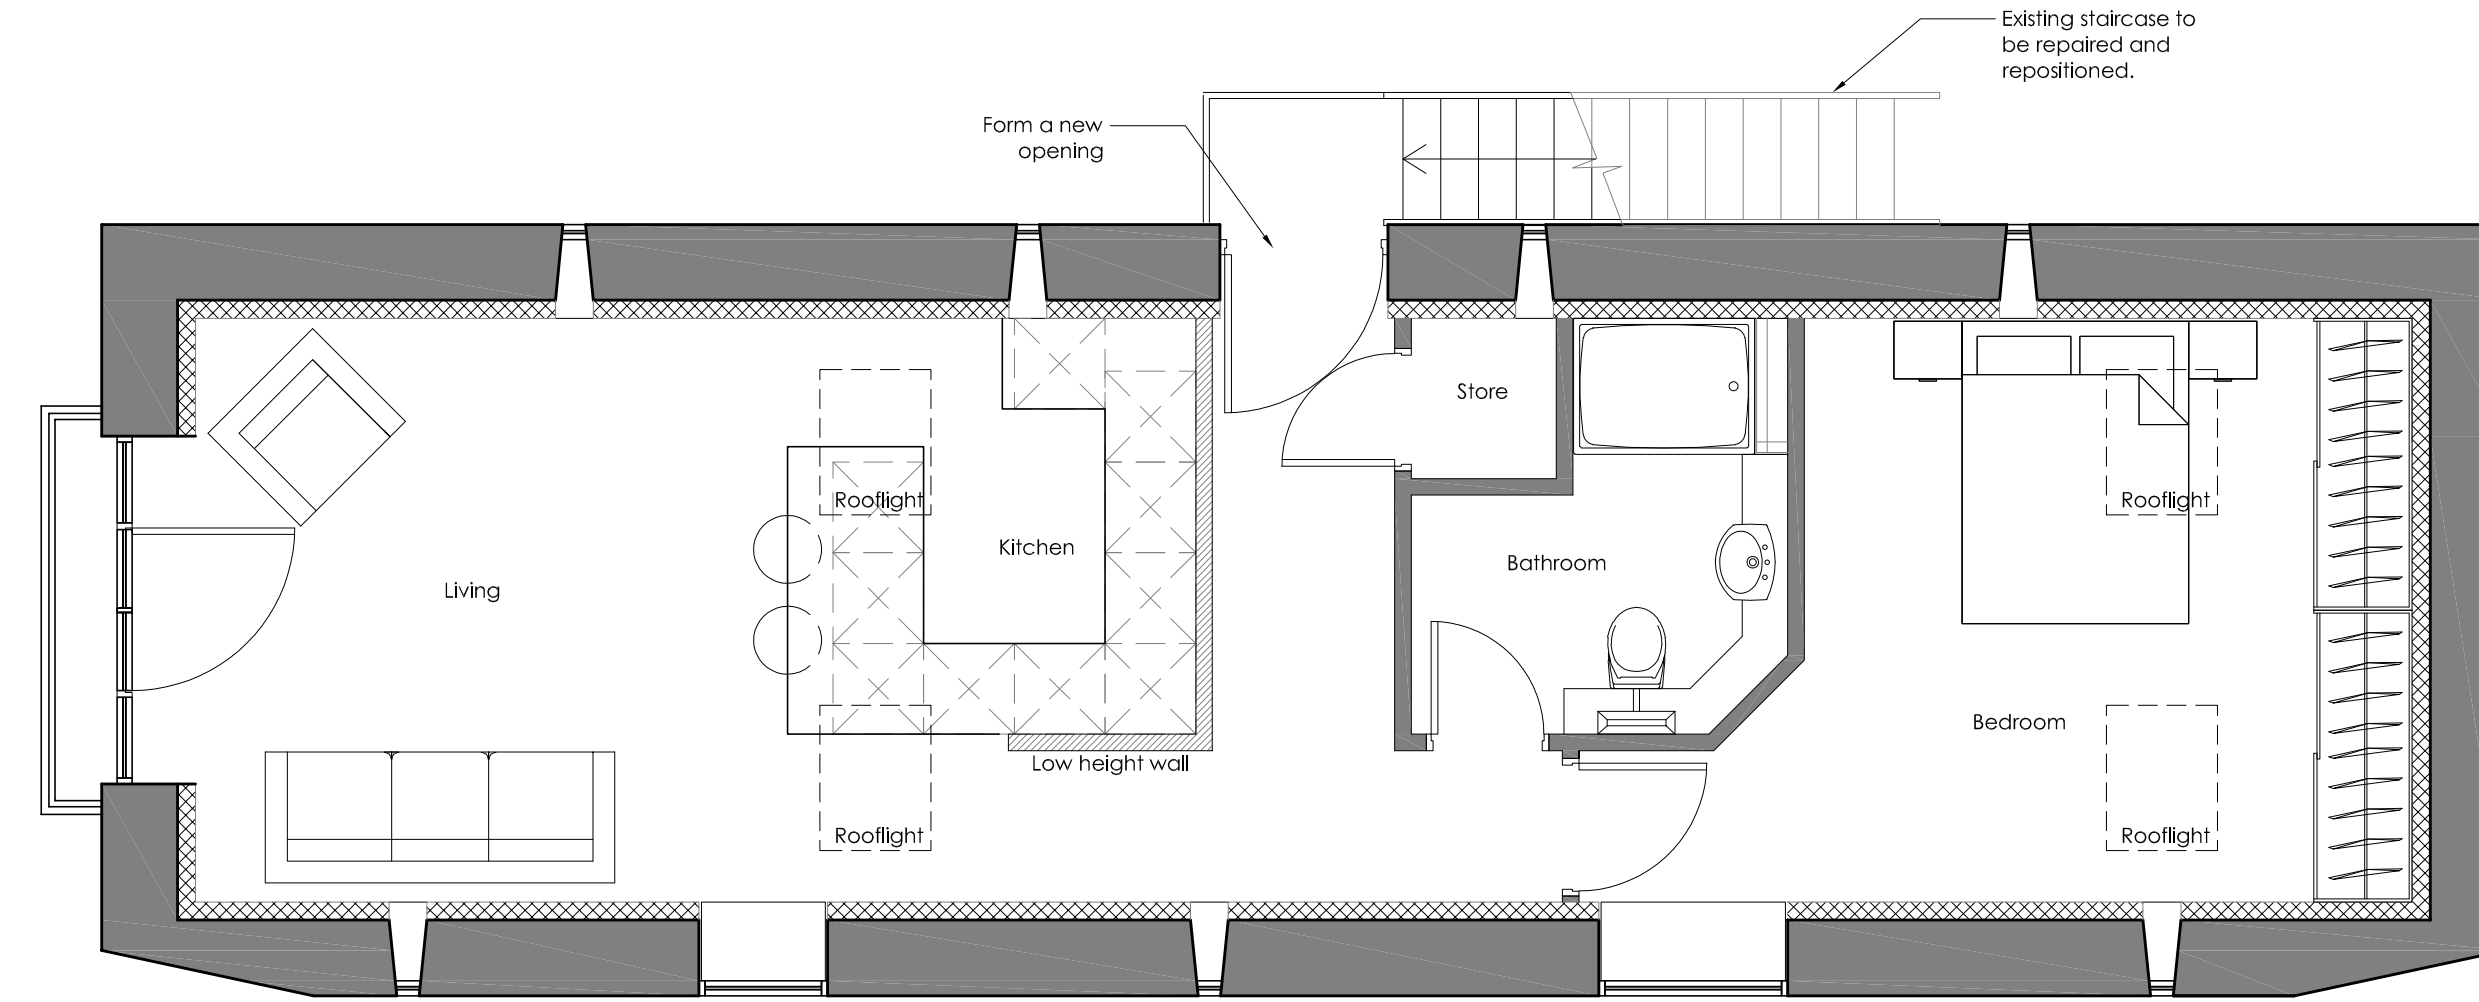 Existing staircase to
be repaired and
repositioned.
Form a new
opening
Store
Rooflight
Rooflight
Kitchen
Bathroom
Living
Bedroom
Low height wall
Rooflight
Rooflight